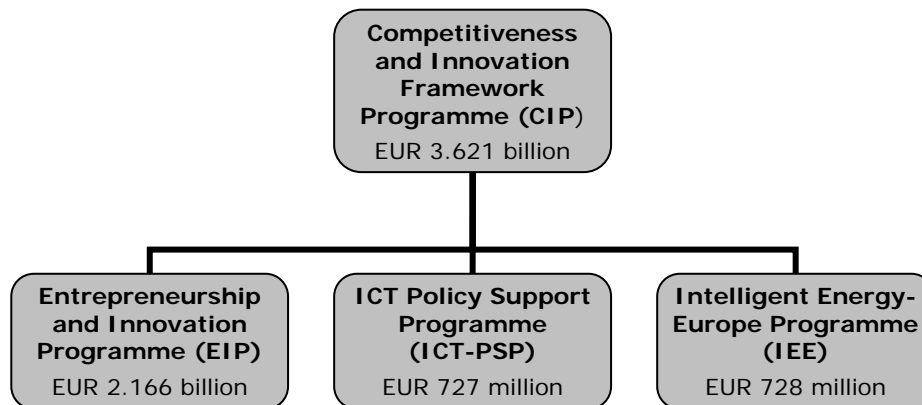 Competitiveness
and Innovation
Framework
Programme (CIP)
EUR 3.621 billion
Entrepreneurship
and Innovation
Programme (EIP)
EUR 2.166 billion
ICT Policy Support
Programme
(ICT-PSP)
EUR 727 million
Intelligent Energy-
Europe Programme
(IEE)
EUR 728 million